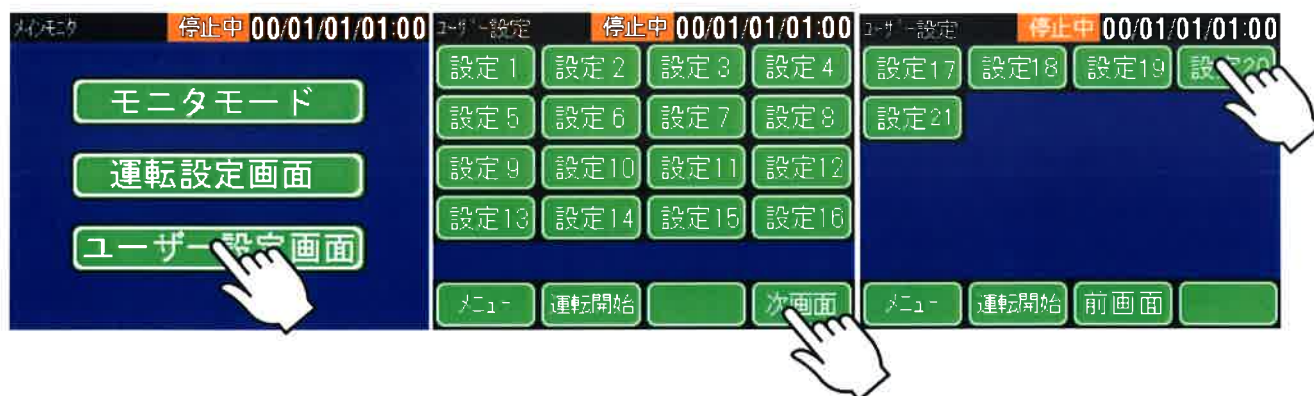 メインモニタ 停止中 00/01/01/01:00
モニタモード
運転設定画面
ユーザー設定画面
ユーザー設定 停止中 00/01/01/01:00
設定 1 設定 2 設定 3 設定 4
設定 5 設定 6 設定 7 設定 8
設定 9 設定10 設定11 設定12
設定13 設定14 設定15 設定16
メニュー 運転開始 次画面
ユーザー設定 停止中 00/01/01/01:00
設定17 設定18 設定19 設定20
設定21
メニュー 運転開始 前画面